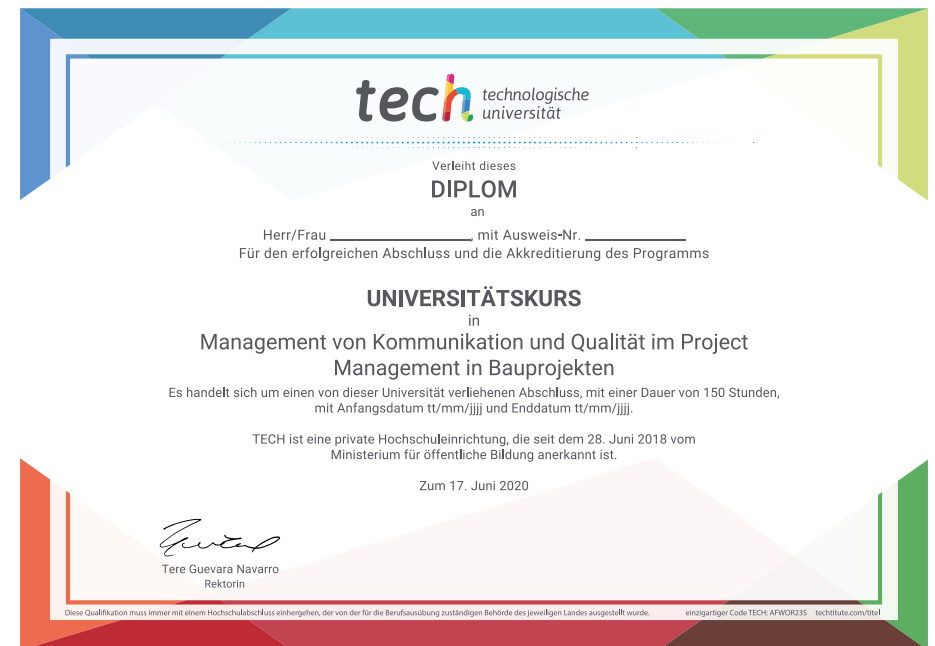 tech technologische
universität
Verleiht dieses
DIPLOM
an
Herr/Frau ________________, mit Ausweis-Nr. ____________
Für den erfolgreichen Abschluss und die Akkreditierung des Programms
UNIVERSITÄTSKURS
in
Management von Kommunikation und Qualität im Project
Management in Bauprojekten
Es handelt sich um einen von dieser Universität verliehenen Abschluss, mit einer Dauer von 150 Stunden,
mit Anfangsdatum tt/mm/jjjj und Enddatum tt/mm/jjjj.
TECH ist eine private Hochschuleinrichtung, die seit dem 28. Juni 2018 vom
Ministerium für öffentliche Bildung anerkannt ist.
Zum 17. Juni 2020
Tere Guevara Navarro
Rektorin
Diese Qualifikation muss immer mit einem Hochschulabschluss einhergehen, der von der für die Berufsausübung zuständigen Behörde des jeweiligen Landes ausgestellt wurde. einzigartiger Code TECH: AFWOR23S techtitute.com/titel